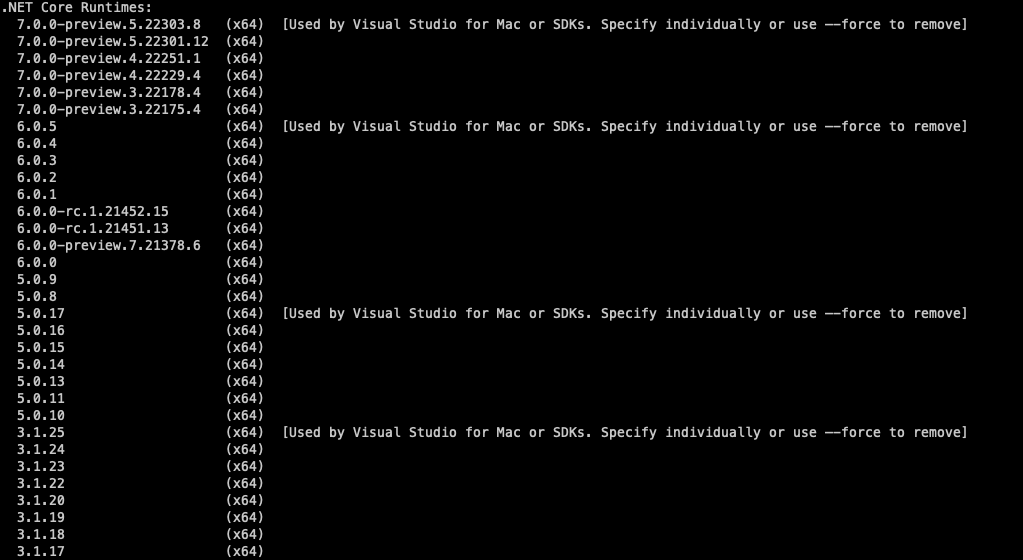 .NET Core Runtimes:
7.0.0-preview.5.22303.8 (x64) [Used by Visual Studio for Mac or SDKs. Specify individually or use --force to remove]
7.0.0-preview.5.22301.12 (x64)
7.0.0-preview.4.22251.1 (x64)
7.0.0-preview.4.22229.4 (x64)
7.0.0-preview.3.22178.4 (x64)
7.0.0-preview.3.22175.4 (x64)
6.0.5 (x64) [Used by Visual Studio for Mac or SDKs. Specify individually or use --force to remove]
6.0.4 (x64)
6.0.3 (x64)
6.0.2 (x64)
6.0.1 (x64)
6.0.0-rc.1.21452.15 (x64)
6.0.0-rc.1.21451.13 (x64)
6.0.0-preview.7.21378.6 (x64)
6.0.0 (x64)
5.0.9 (x64)
5.0.8 (x64)
5.0.17 (x64) [Used by Visual Studio for Mac or SDKs. Specify individually or use --force to remove]
5.0.16 (x64)
5.0.15 (x64)
5.0.14 (x64)
5.0.13 (x64)
5.0.11 (x64)
5.0.10 (x64)
3.1.25 (x64) [Used by Visual Studio for Mac or SDKs. Specify individually or use --force to remove]
3.1.24 (x64)
3.1.23 (x64)
3.1.22 (x64)
3.1.20 (x64)
3.1.19 (x64)
3.1.18 (x64)
3.1.17 (x64)